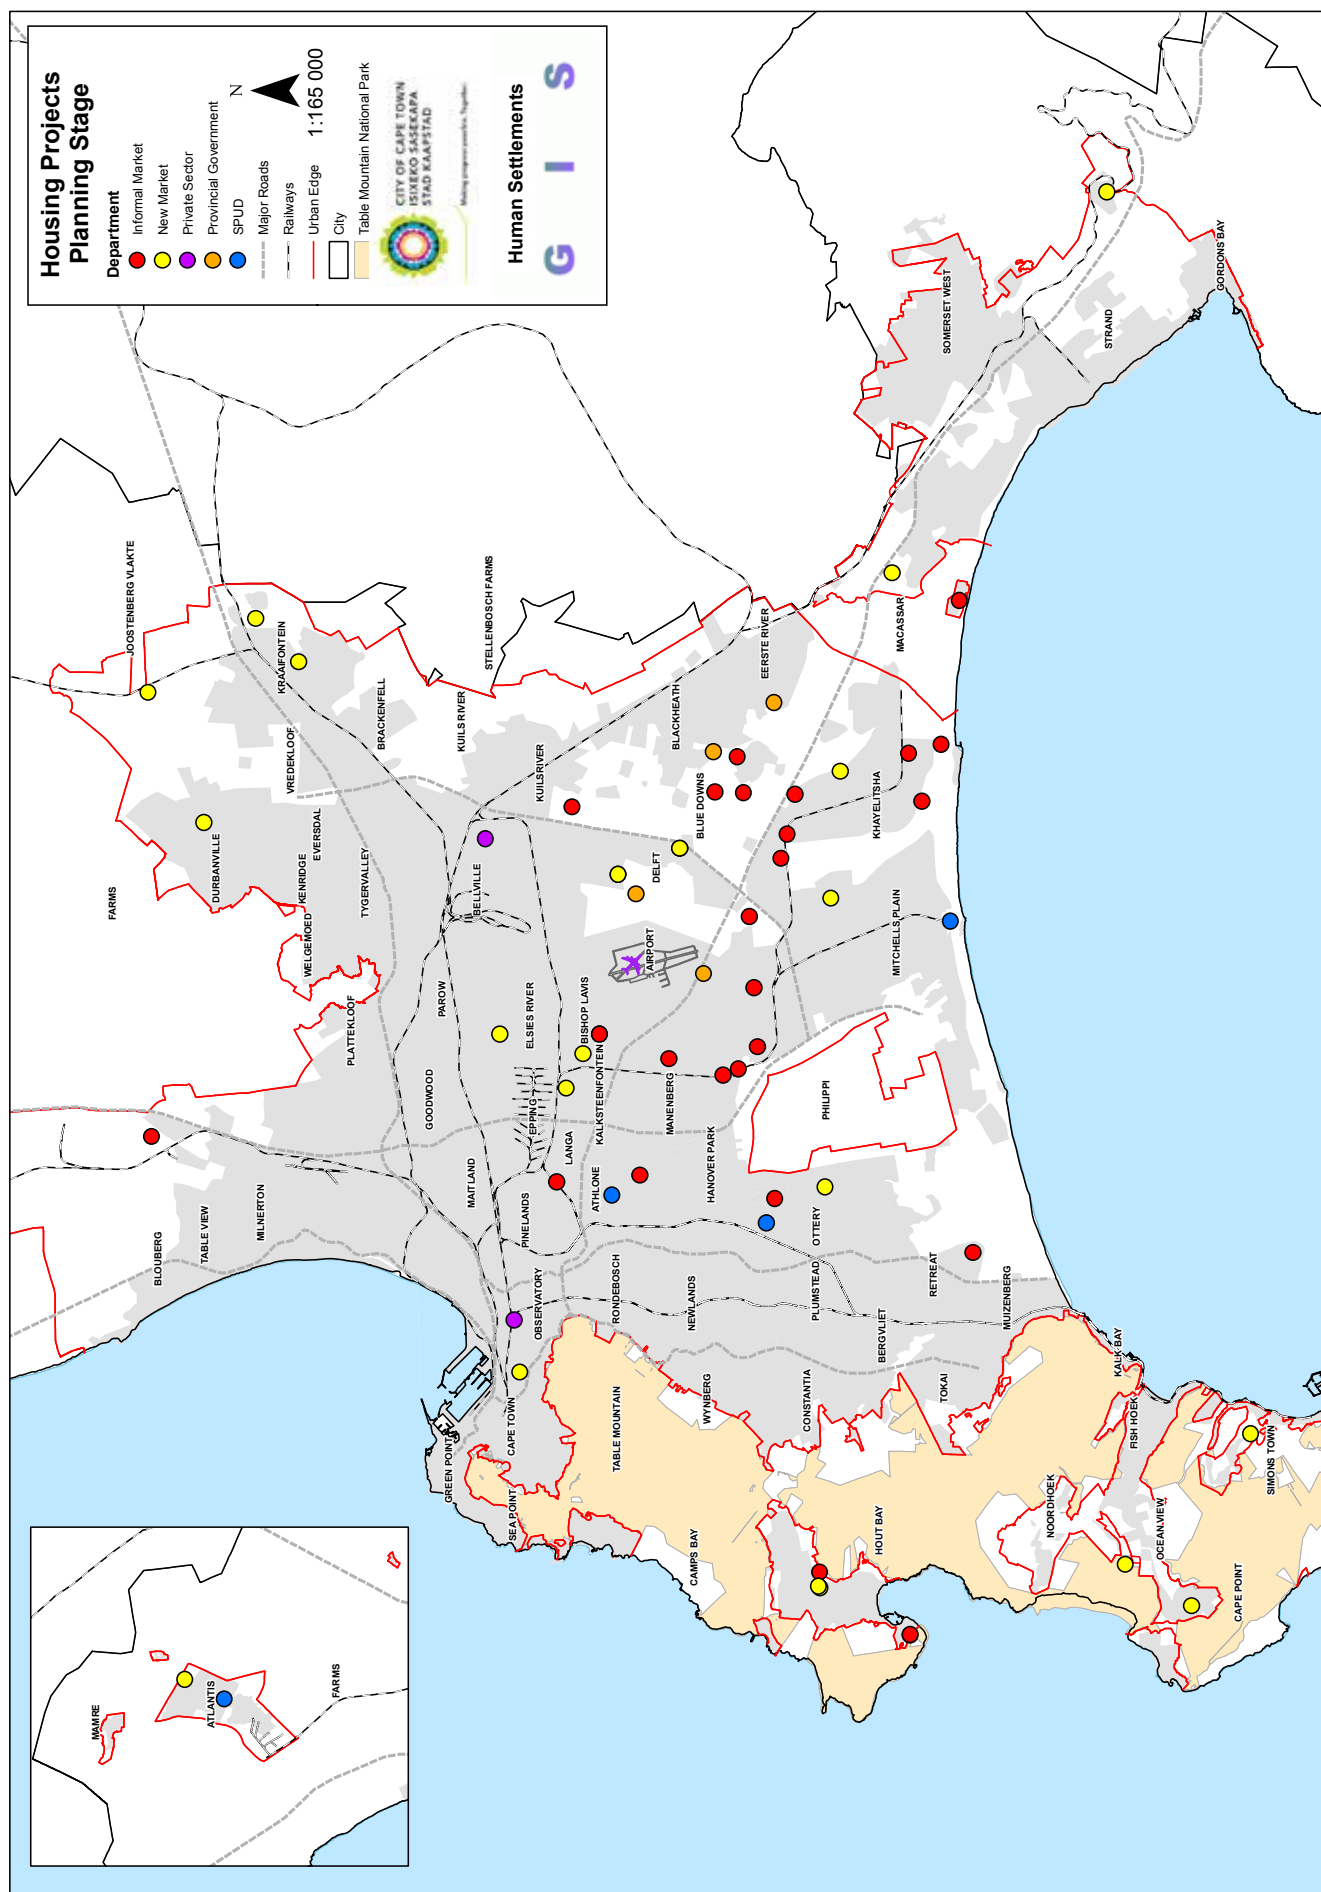 Housing Projects
Planning Stage
Department
Informal Market
New Market
Private Sector
Provincial Government
SPUD
Major Roads
Railways
Urban Edge
City
Table Mountain National Park
N
1:165 000
CITY OF CAPE TOWN
ISIXEKO SASEKAPA
STAD KAAPSTAD
Making progress possible. Together.
Human Settlements
G I S
JOOSTENBERG VLAKTE
KRAAIFONTEIN
FARMS
DURBANVILLE
VREDEKLOOF
EVERSDAL
KENRIDGE
WELGEMOED
TYGERVALLEY
PLATTEKLOOF
BRACKENFELL
KUILS RIVER
STELLENBOSCH FARMS
KUILSRIVER
BELLVILLE
PAROW
GOODWOOD
ELSIES RIVER
EPPING
BISHOP LAVIS
KALKSTEENFONTEIN
AIRPORT
DELFT
BLUE DOWNS
BLACKHEATH
EERSTE RIVER
MACASSAR
KHAYELITSHA
MITCHELLS PLAIN
PHILIPPI
MANENBERG
HANOVER PARK
LANGA
ATHLONE
PINELANDS
MAITLAND
MILNERTON
TABLE VIEW
BLOUBERG
OBSERVATORY
RONDEBOSCH
NEWLANDS
PLUMSTEAD
OTTERY
RETREAT
BERGVLIET
MUIZENBERG
TOKAI
CONSTANTIA
WYNBERG
TABLE MOUNTAIN
CAPE TOWN
GREEN POINT
SEA POINT
CAMPS BAY
HOUT BAY
NOORDHOEK
FISH HOEK
KALK BAY
OCEAN VIEW
SIMONS TOWN
CAPE POINT
SOMERSET WEST
STRAND
GORDONS BAY
MAMRE
ATLANTIS
FARMS